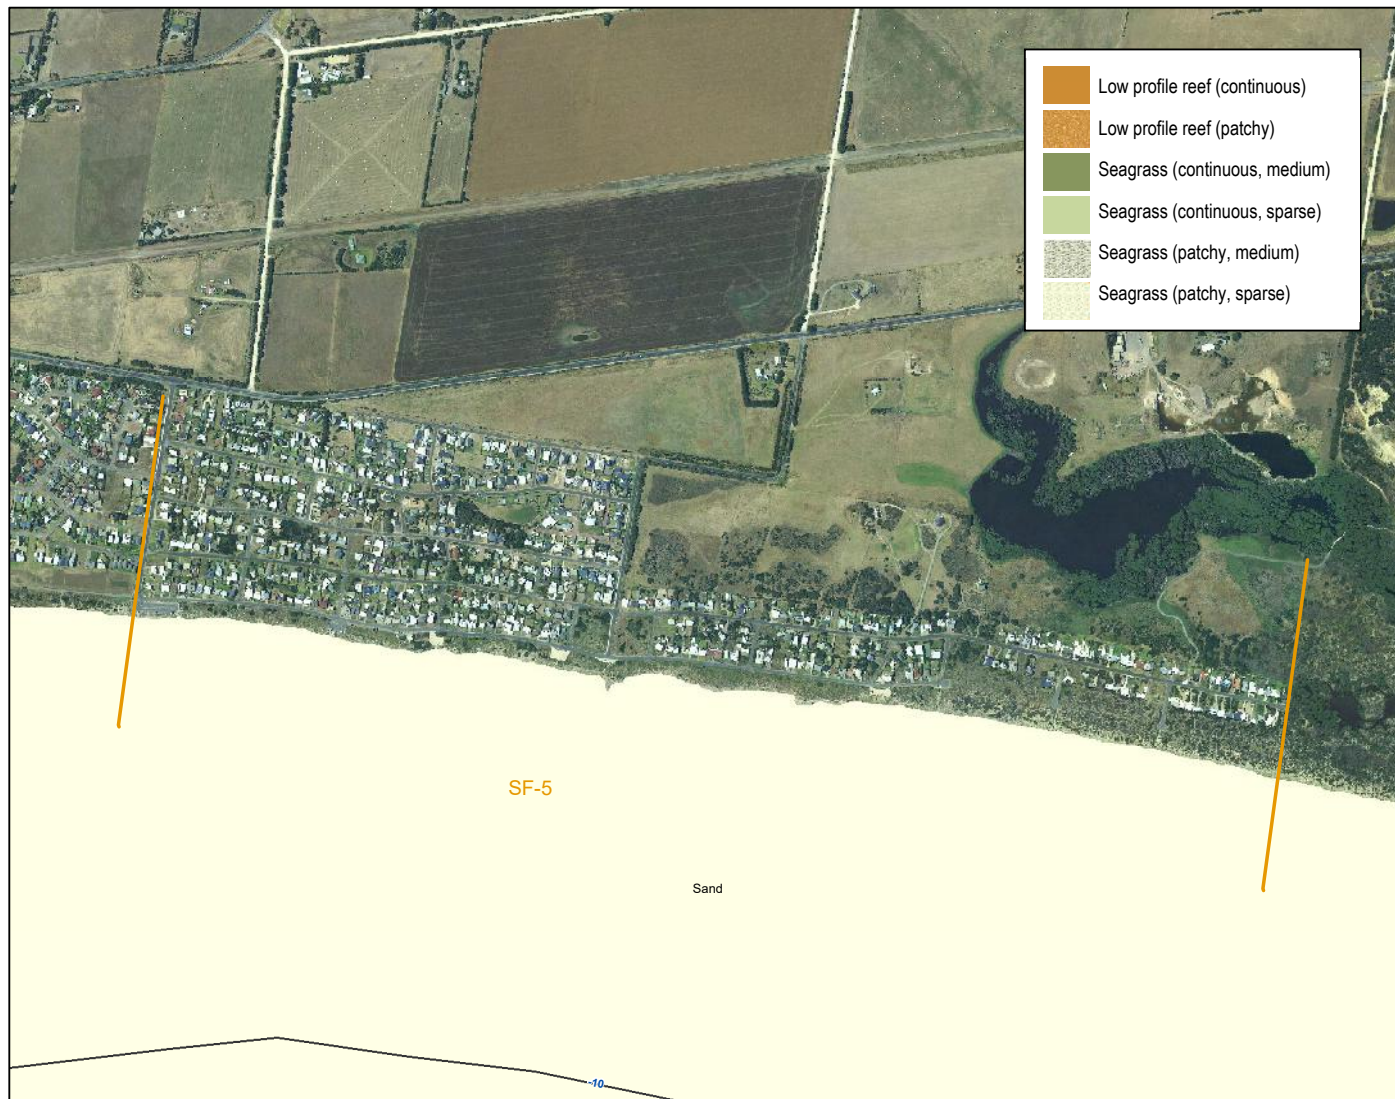 Low profile reef (continuous)
Low profile reef (patchy)
Seagrass (continuous, medium)
Seagrass (continuous, sparse)
Seagrass (patchy, medium)
Seagrass (patchy, sparse)
SF-5
Sand
-10